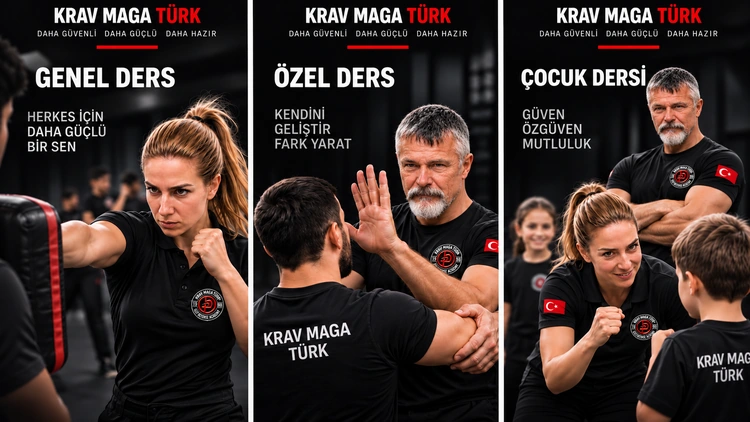 KRAV MAGA TÜRK
DAHA GÜVENLİ DAHA GÜÇLÜ DAHA HAZIR
GENEL DERS
HERKES İÇİN
DAHA GÜÇLÜ
BİR SEN
KRAV MAGA TÜRK
DAHA GÜVENLİ DAHA GÜÇLÜ DAHA HAZIR
ÖZEL DERS
KENDİNİ
GELİŞTİR
FARK YARAT
KRAV MAGA
TÜRK
KRAV MAGA TÜRK
DAHA GÜVENLİ DAHA GÜÇLÜ DAHA HAZIR
ÇOCUK DERSİ
GÜVEN
ÖZGÜVEN
MUTLULUK
KRAV MAG
TÜRK